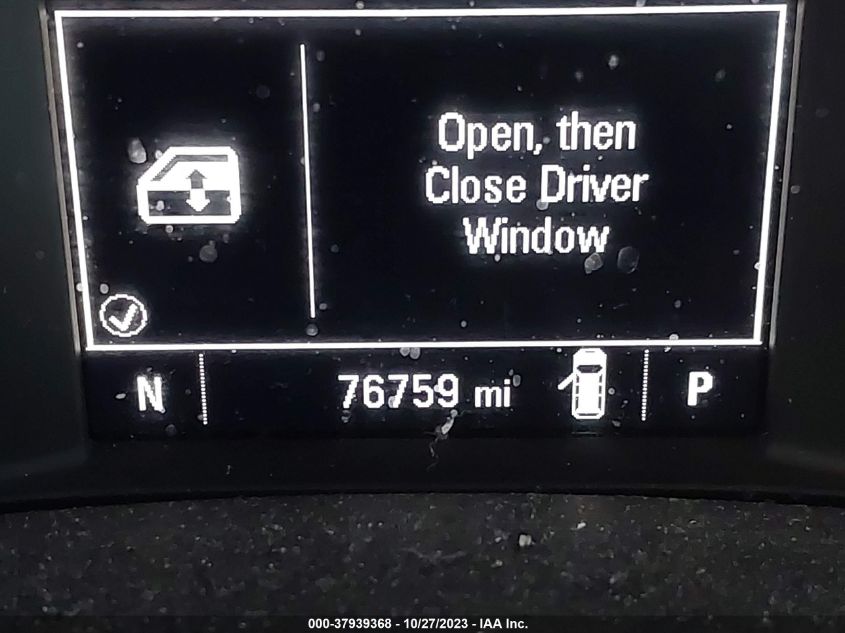 Open, then
Close Driver
Window
N 76759 mi P
000-37939368 - 10/27/2023 - IAA Inc.